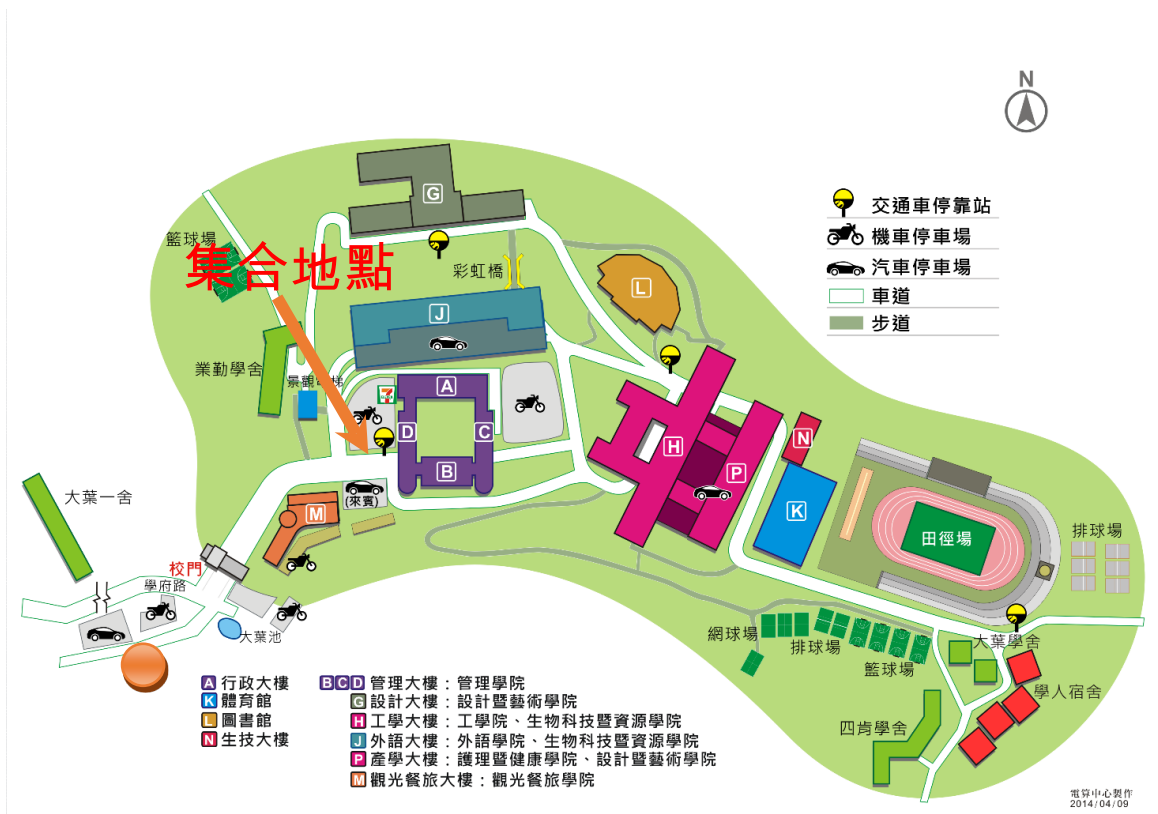 N
交通車停靠站
機車停車場
汽車停車場
車道
步道
G
籃球場
集合地點
彩虹橋
L
J
業勤學舍
景觀電梯
7
A
D
C
B
H
N
P
K
(來賓)
M
大葉一舍
田徑場
排球場
校門
學府路
大葉池
網球場
排球場
籃球場
大葉學舍
學人宿舍
四肯學舍
A 行政大樓
K 體育館
L 圖書館
N 生技大樓
B C D 管理大樓：管理學院
G 設計大樓：設計暨藝術學院
H 工學大樓：工學院、生物科技暨資源學院
J 外語大樓：外語學院、生物科技暨資源學院
P 產學大樓：護理暨健康學院、設計暨藝術學院
M 觀光餐旅大樓：觀光餐旅學院
電算中心製作
2014/04/09